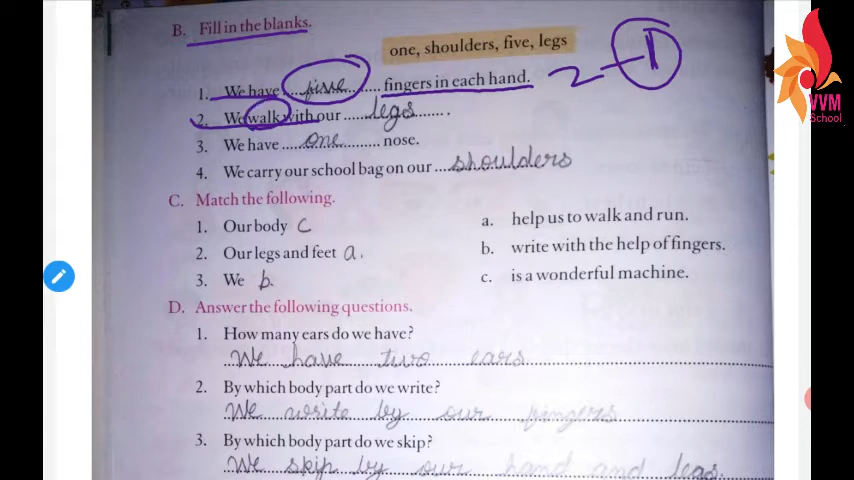 B. Fill in the blanks.
one, shoulders, five, legs
1. We have ....five........ fingers in each hand. 2 - 1
2. We walk with our .......legs......... .
3. We have .......one.......... nose.
4. We carry our school bag on our ...shoulders
C. Match the following.
1. Our body c
a. help us to walk and run.
2. Our legs and feet a.
b. write with the help of fingers.
3. We b.
c. is a wonderful machine.
D. Answer the following questions.
1. How many ears do we have?
We have two ears
2. By which body part do we write?
We write by our fingers
3. By which body part do we skip?
We skip by our hand and legs.
VVM
School